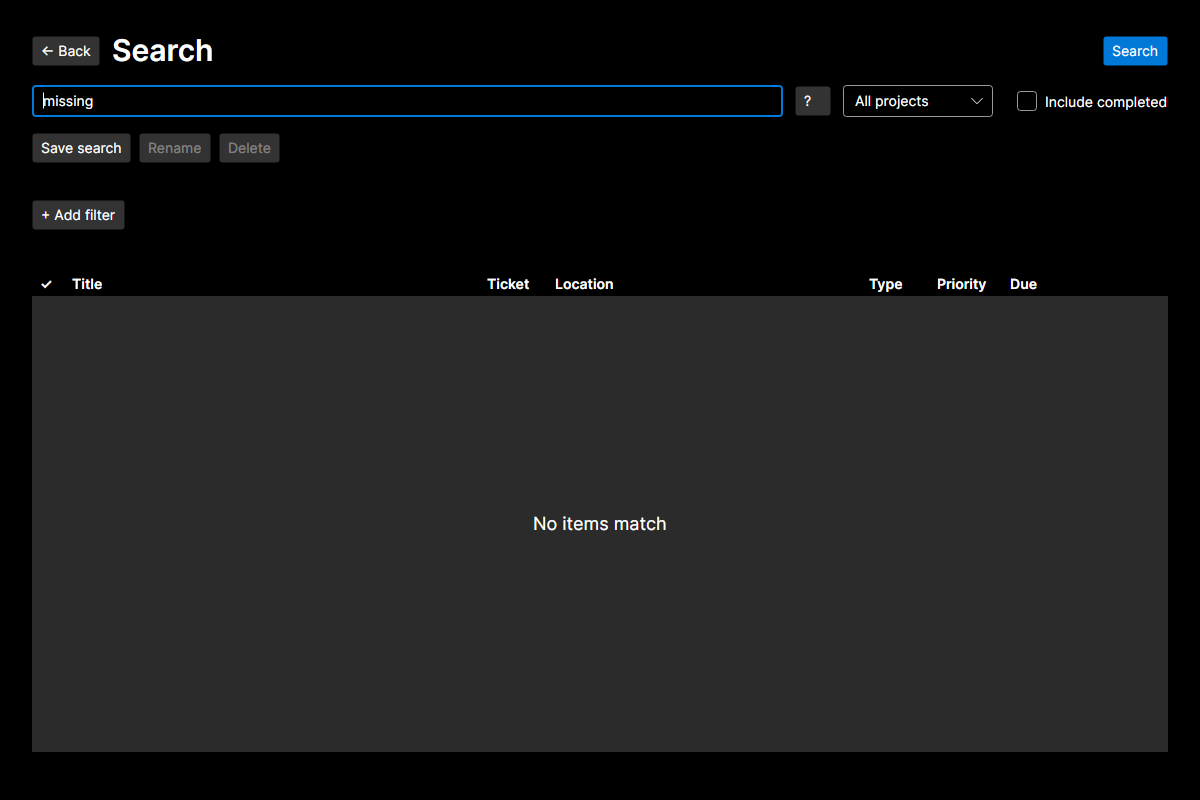 ← Back Search Search
missing ? All projects Include completed
Save search Rename Delete
+ Add filter
✓ Title Ticket Location Type Priority Due
No items match